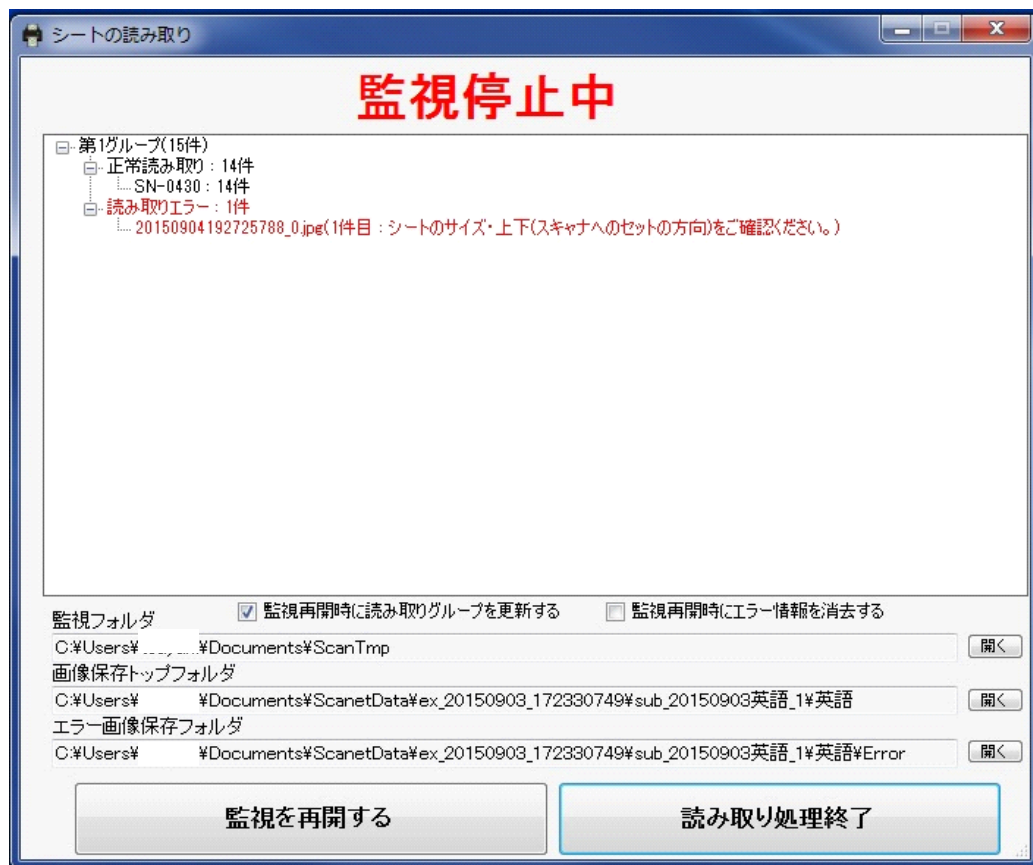 シートの読み取り
監視停止中
第1グループ(15件)
正常読み取り : 14件
SN-0430 : 14件
読み取りエラー : 1件
20150904192725788_0.jpg(1件目 : シートのサイズ・上下(スキャナへのセットの方向)をご確認ください。)
監視フォルダ
監視再開時に読み取りグループを更新する 監視再開時にエラー情報を消去する
C:¥Users¥ ¥Documents¥ScanTmp 開く
画像保存トップフォルダ
C:¥Users¥ ¥Documents¥ScanetData¥ex_20150903_172330749¥sub_20150903英語_1¥英語 開く
エラー画像保存フォルダ
C:¥Users¥ ¥Documents¥ScanetData¥ex_20150903_172330749¥sub_20150903英語_1¥英語¥Error 開く
監視を再開する 読み取り処理終了